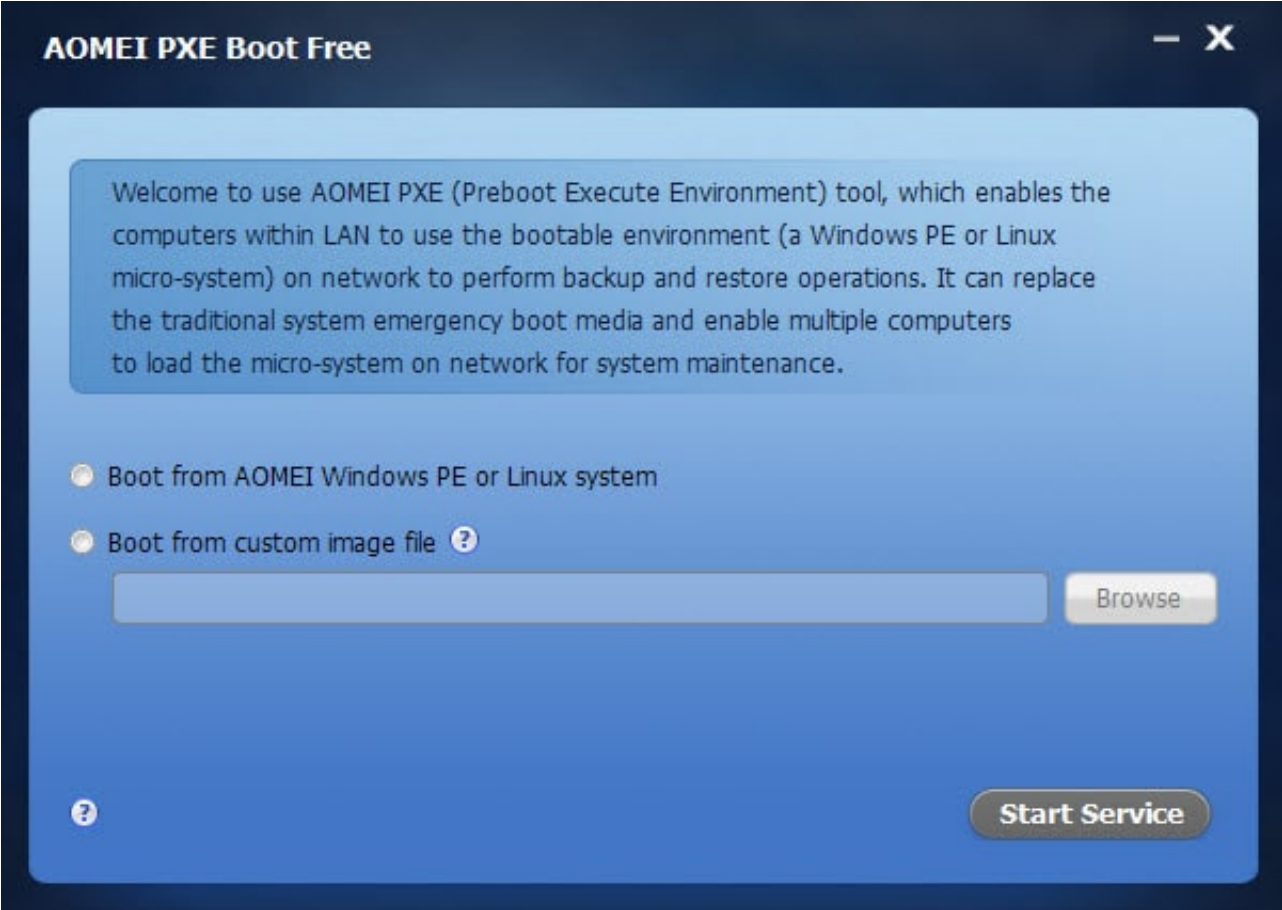 AOMEI PXE Boot Free
Welcome to use AOMEI PXE (Preboot Execute Environment) tool, which enables the
computers within LAN to use the bootable environment (a Windows PE or Linux
micro-system) on network to perform backup and restore operations. It can replace
the traditional system emergency boot media and enable multiple computers
to load the micro-system on network for system maintenance.
Boot from AOMEI Windows PE or Linux system
Boot from custom image file ?
Browse
?
Start Service